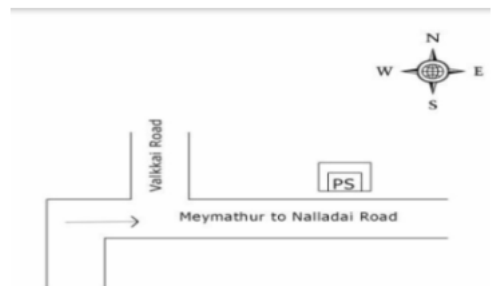 N
W E
S
Valkkai Road
PS
Meymathur to Nalladai Road